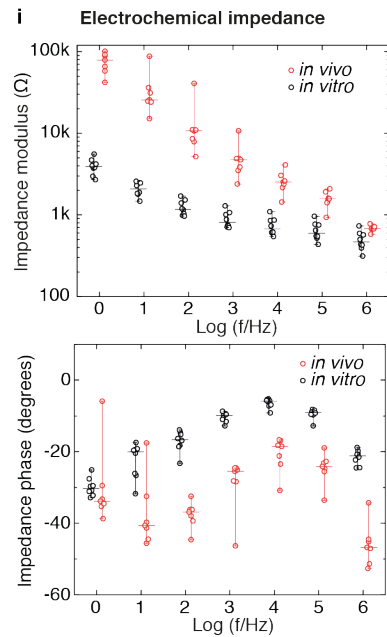 i Electrochemical impedance
Impedance modulus (Ω)
100k
10k
1k
100
in vivo
in vitro
0 1 2 3 4 5 6
Log (f/Hz)
Impedance phase (degrees)
0
-20
-40
-60
in vivo
in vitro
0 1 2 3 4 5 6
Log (f/Hz)